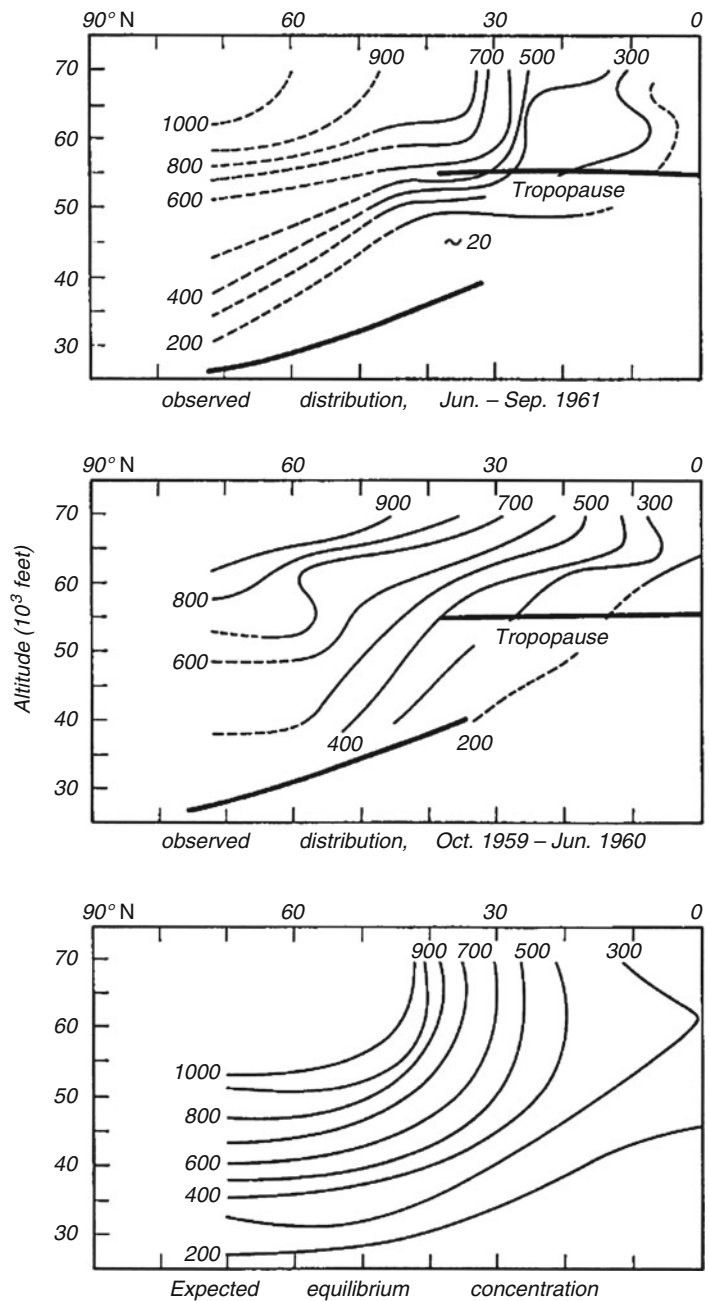 90° N 60 30 0
70 900 700 500 300
1000
60
800
600
50 Tropopause
~ 20
40
400
200
30
observed distribution, Jun. – Sep. 1961
90° N 60 30 0
70 900 700 500 300
60
800
50 Tropopause
600
40
400 200
30
Altitude (10³ feet)
observed distribution, Oct. 1959 – Jun. 1960
90° N 60 30 0
70 900 700 500 300
60
1000
50
800
600
40
400
30
200
Expected equilibrium concentration